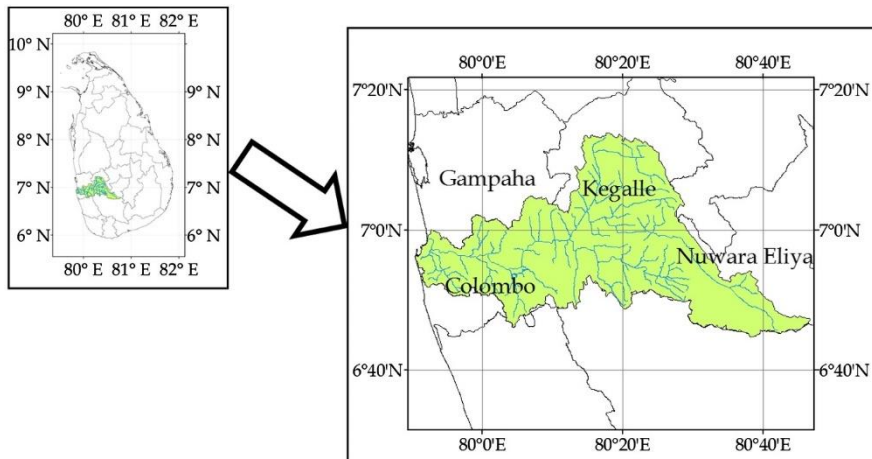 80° E 81° E 82° E
10° N
9° N 9° N
8° N 8° N
7° N 7° N
6° N 6° N
80° E 81° E 82° E
80°0'E 80°20'E 80°40'E
7°20'N 7°20'N
Gampaha
Kegalle
7°0'N 7°0'N
Nuwara Eliya
Colombo
6°40'N 6°40'N
80°0'E 80°20'E 80°40'E